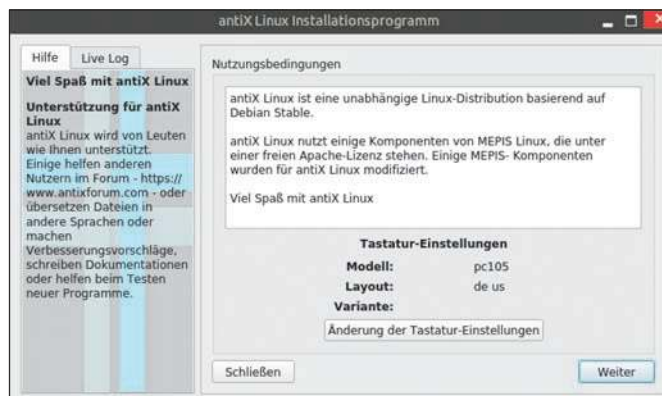 antiX Linux Installationsprogramm
Hilfe
Live Log
Viel Spaß mit antiX Linux
Unterstützung für antiX
Linux
antiX Linux wird von Leuten
wie Ihnen unterstützt.
Einige helfen anderen
Nutzern im Forum - https://
www.antixforum.com - oder
übersetzen Dateien in
andere Sprachen oder
machen
Verbesserungsvorschläge,
schreiben Dokumentationen
oder helfen beim Testen
neuer Programme.
Nutzungsbedingungen
antiX Linux ist eine unabhängige Linux-Distribution basierend auf
Debian Stable.
antiX Linux nutzt einige Komponenten von MEPIS Linux, die unter
einer freien Apache-Lizenz stehen. Einige MEPIS- Komponenten
wurden für antiX Linux modifiziert.
Viel Spaß mit antiX Linux
Tastatur-Einstellungen
Modell: pc105
Layout: de us
Variante:
Änderung der Tastatur-Einstellungen
Schließen
Weiter